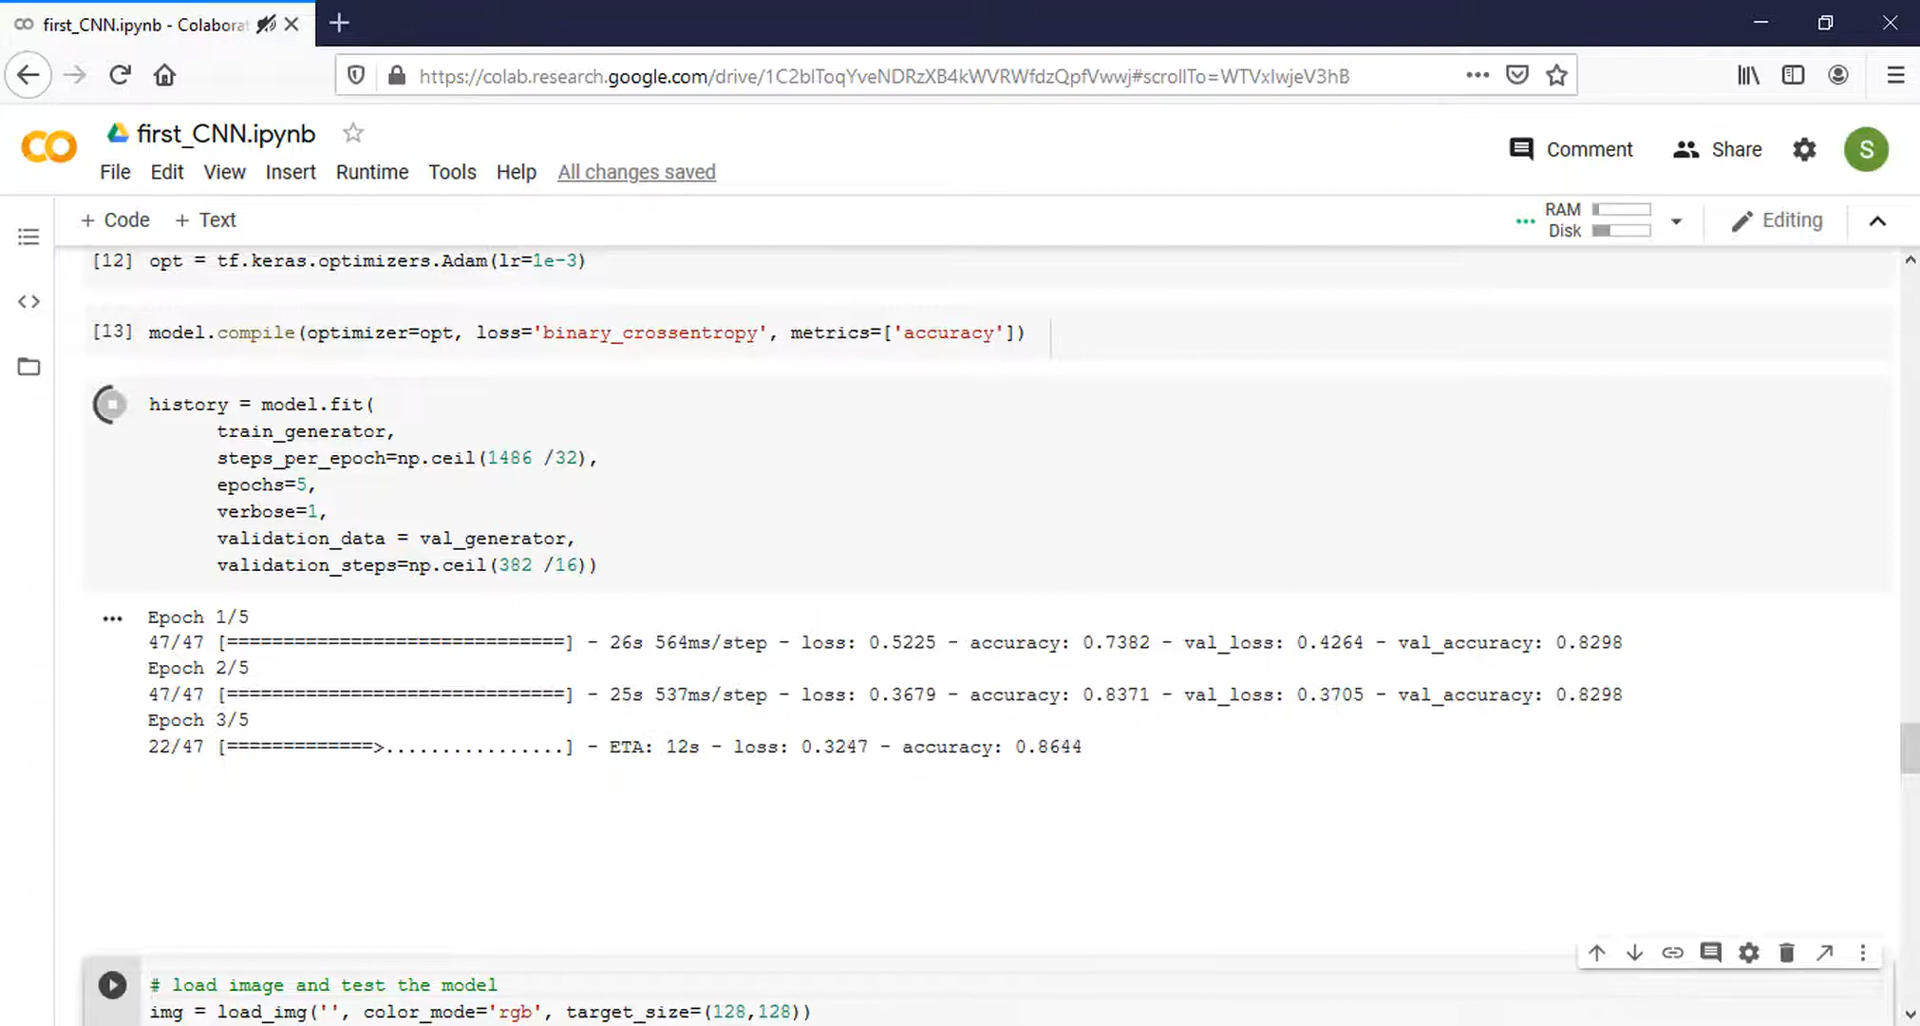 first_CNN.ipynb - Colaborat
https://colab.research.google.com/drive/1C2blToqYveNDRzXB4kWVRWfdzQpfVwwj#scrollTo=WTVxIwjeV3hB
first_CNN.ipynb
Comment
Share
S
File Edit View Insert Runtime Tools Help All changes saved
+ Code + Text
RAM
Disk
Editing
[12] opt = tf.keras.optimizers.Adam(lr=1e-3)
[13] model.compile(optimizer=opt, loss='binary_crossentropy', metrics=['accuracy'])
history = model.fit(
train_generator,
steps_per_epoch=np.ceil(1486 /32),
epochs=5,
verbose=1,
validation_data = val_generator,
validation_steps=np.ceil(382 /16))
Epoch 1/5
47/47 [==============================] - 26s 564ms/step - loss: 0.5225 - accuracy: 0.7382 - val_loss: 0.4264 - val_accuracy: 0.8298
Epoch 2/5
47/47 [==============================] - 25s 537ms/step - loss: 0.3679 - accuracy: 0.8371 - val_loss: 0.3705 - val_accuracy: 0.8298
Epoch 3/5
22/47 [=============>................] - ETA: 12s - loss: 0.3247 - accuracy: 0.8644
# load image and test the model
img = load_img('', color_mode='rgb', target_size=(128,128))